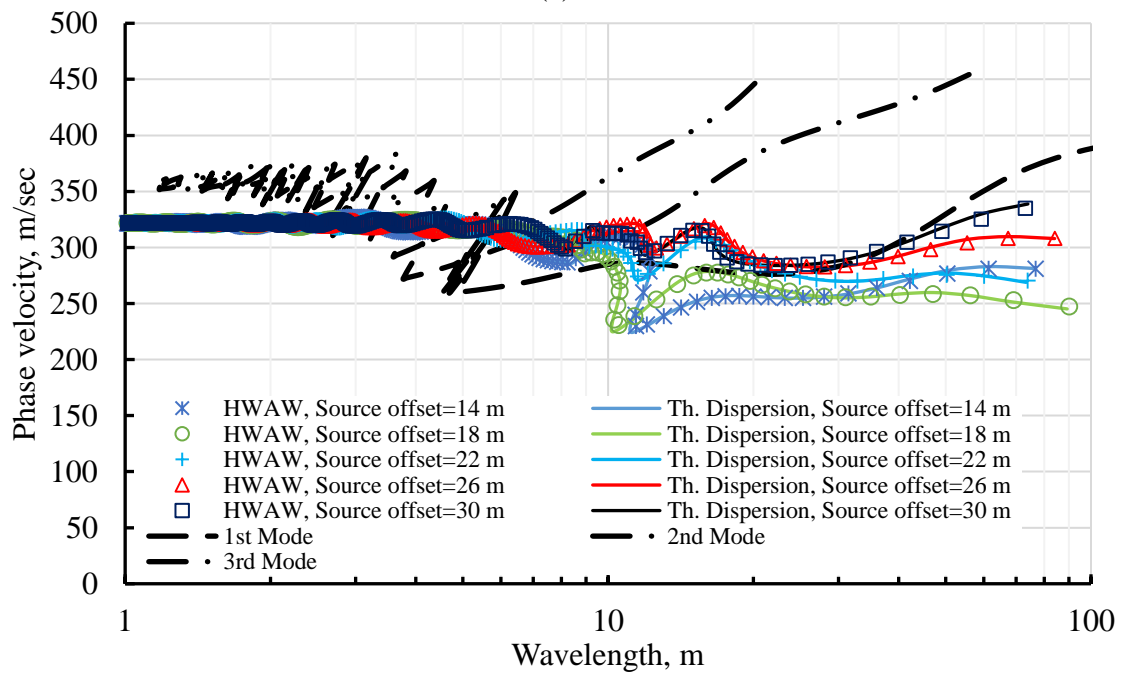 500
450
400
350
300
250
200
150
100
50
0
Phase velocity, m/sec
HWAW, Source offset=14 m
Th. Dispersion, Source offset=14 m
HWAW, Source offset=18 m
Th. Dispersion, Source offset=18 m
HWAW, Source offset=22 m
Th. Dispersion, Source offset=22 m
HWAW, Source offset=26 m
Th. Dispersion, Source offset=26 m
HWAW, Source offset=30 m
Th. Dispersion, Source offset=30 m
1st Mode
2nd Mode
3rd Mode
1 10 100
Wavelength, m